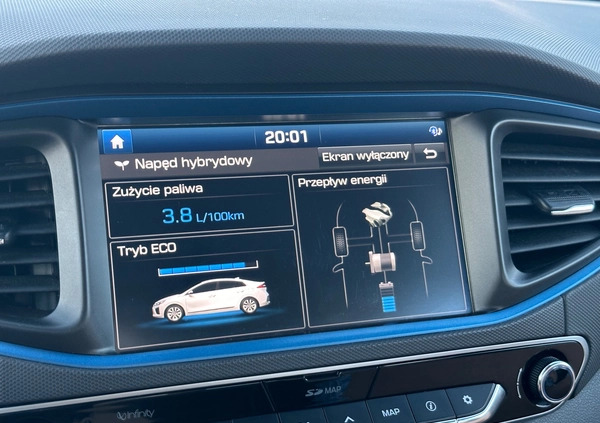 20:01
Napęd hybrydowy
Ekran wyłączony
Zużycie paliwa
3.8 L/100km
Przepływ energii
Tryb ECO
SD MAP
infinity
MAP